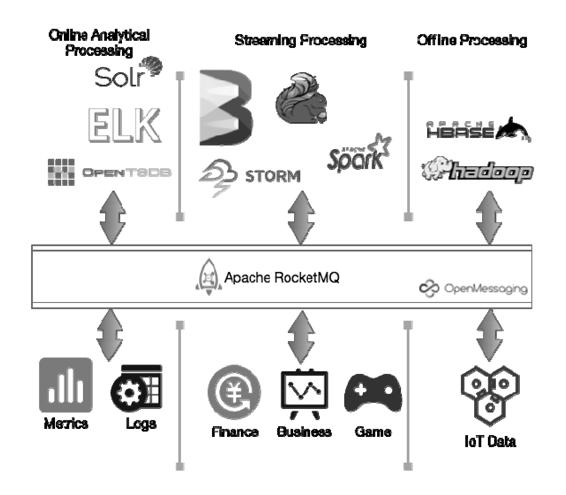 Online Analytical
Processing
Streaming Processing
Offline Processing
Solr
ELK
OPENTSDB
STORM
APACHE
Spark
APACHE
HBASE
hadoop
Apache RocketMQ
OpenMessaging
Metrics
Logs
Finance
Business
Game
IoT Data